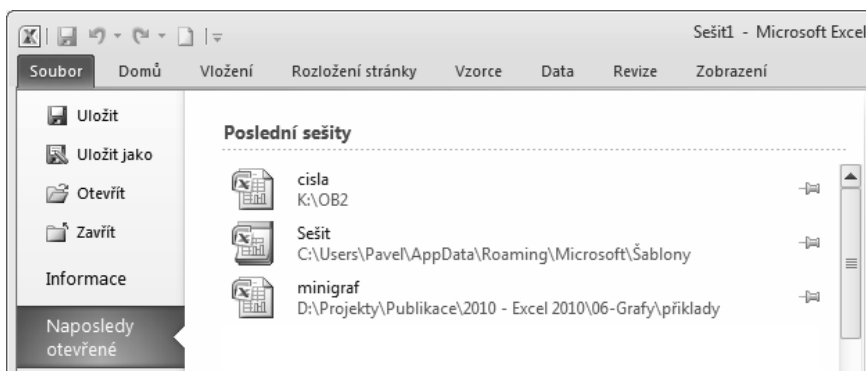 Sešit1 - Microsoft Excel
Soubor Domů Vložení Rozložení stránky Vzorce Data Revize Zobrazení
Uložit
Uložit jako
Otevřít
Zavřít
Informace
Naposledy
otevřené
Poslední sešity
cisla
K:\OB2
Sešit
C:\Users\Pavel\AppData\Roaming\Microsoft\Šablony
minigraf
D:\Projekty\Publikace\2010 - Excel 2010\06-Grafy\příklady